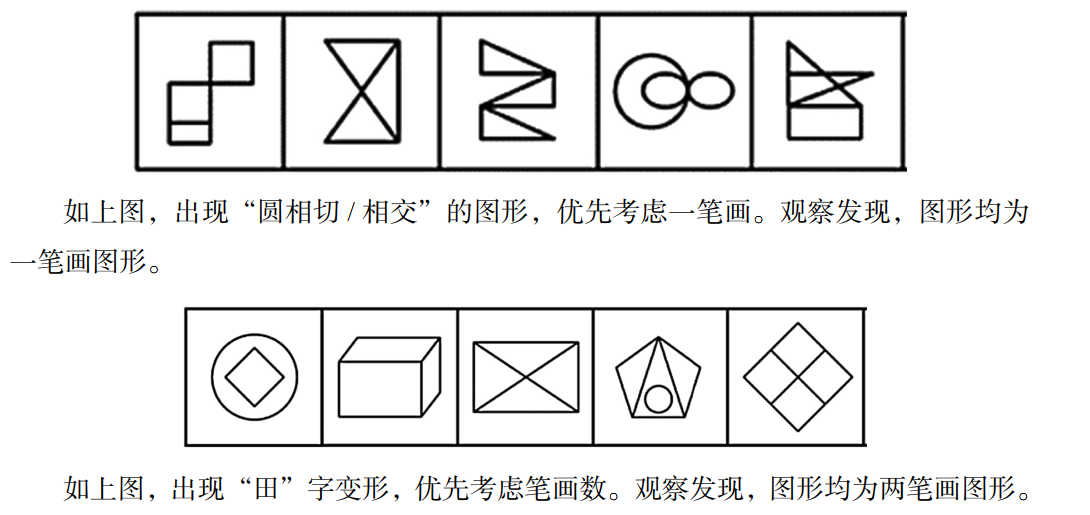 如上图，出现“圆相切 / 相交”的图形，优先考虑一笔画。观察发现，图形均为
一笔画图形。
如上图，出现“田”字变形，优先考虑笔画数。观察发现，图形均为两笔画图形。